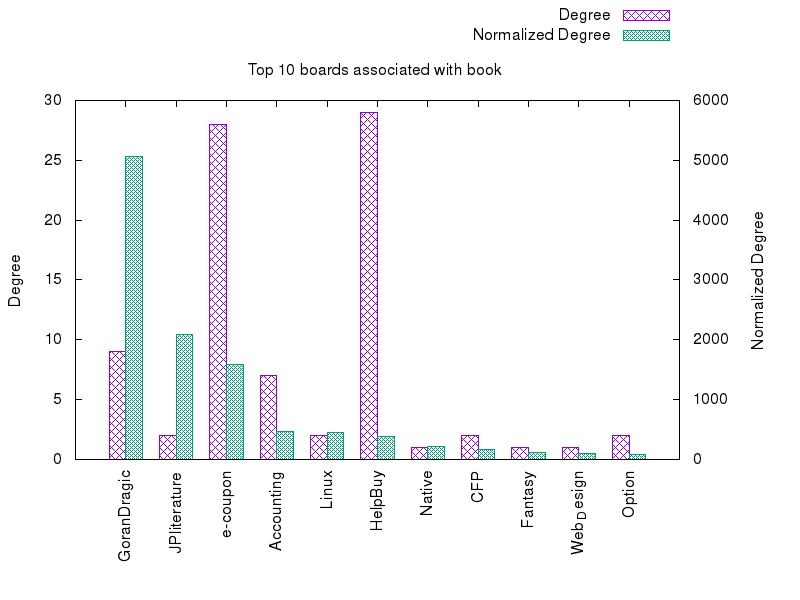 Degree
Normalized Degree
Top 10 boards associated with book
30
25
20
15
10
5
0
6000
5000
4000
3000
2000
1000
0
Degree
Normalized Degree
GoranDragic
JPliterature
e-coupon
Accounting
Linux
HelpBuy
Native
CFP
Fantasy
WebDesign
Option